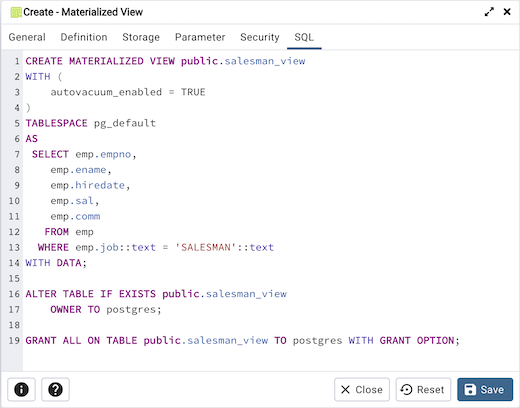 Create - Materialized View
General Definition Storage Parameter Security SQL
1 CREATE MATERIALIZED VIEW public.salesman_view
2 WITH (
3     autovacuum_enabled = TRUE
4 )
5 TABLESPACE pg_default
6 AS
7  SELECT emp.empno,
8     emp.ename,
9     emp.hiredate,
10     emp.sal,
11     emp.comm
12    FROM emp
13   WHERE emp.job::text = 'SALESMAN'::text
14 WITH DATA;
15
16 ALTER TABLE IF EXISTS public.salesman_view
17     OWNER TO postgres;
18
19 GRANT ALL ON TABLE public.salesman_view TO postgres WITH GRANT OPTION;
Close Reset Save